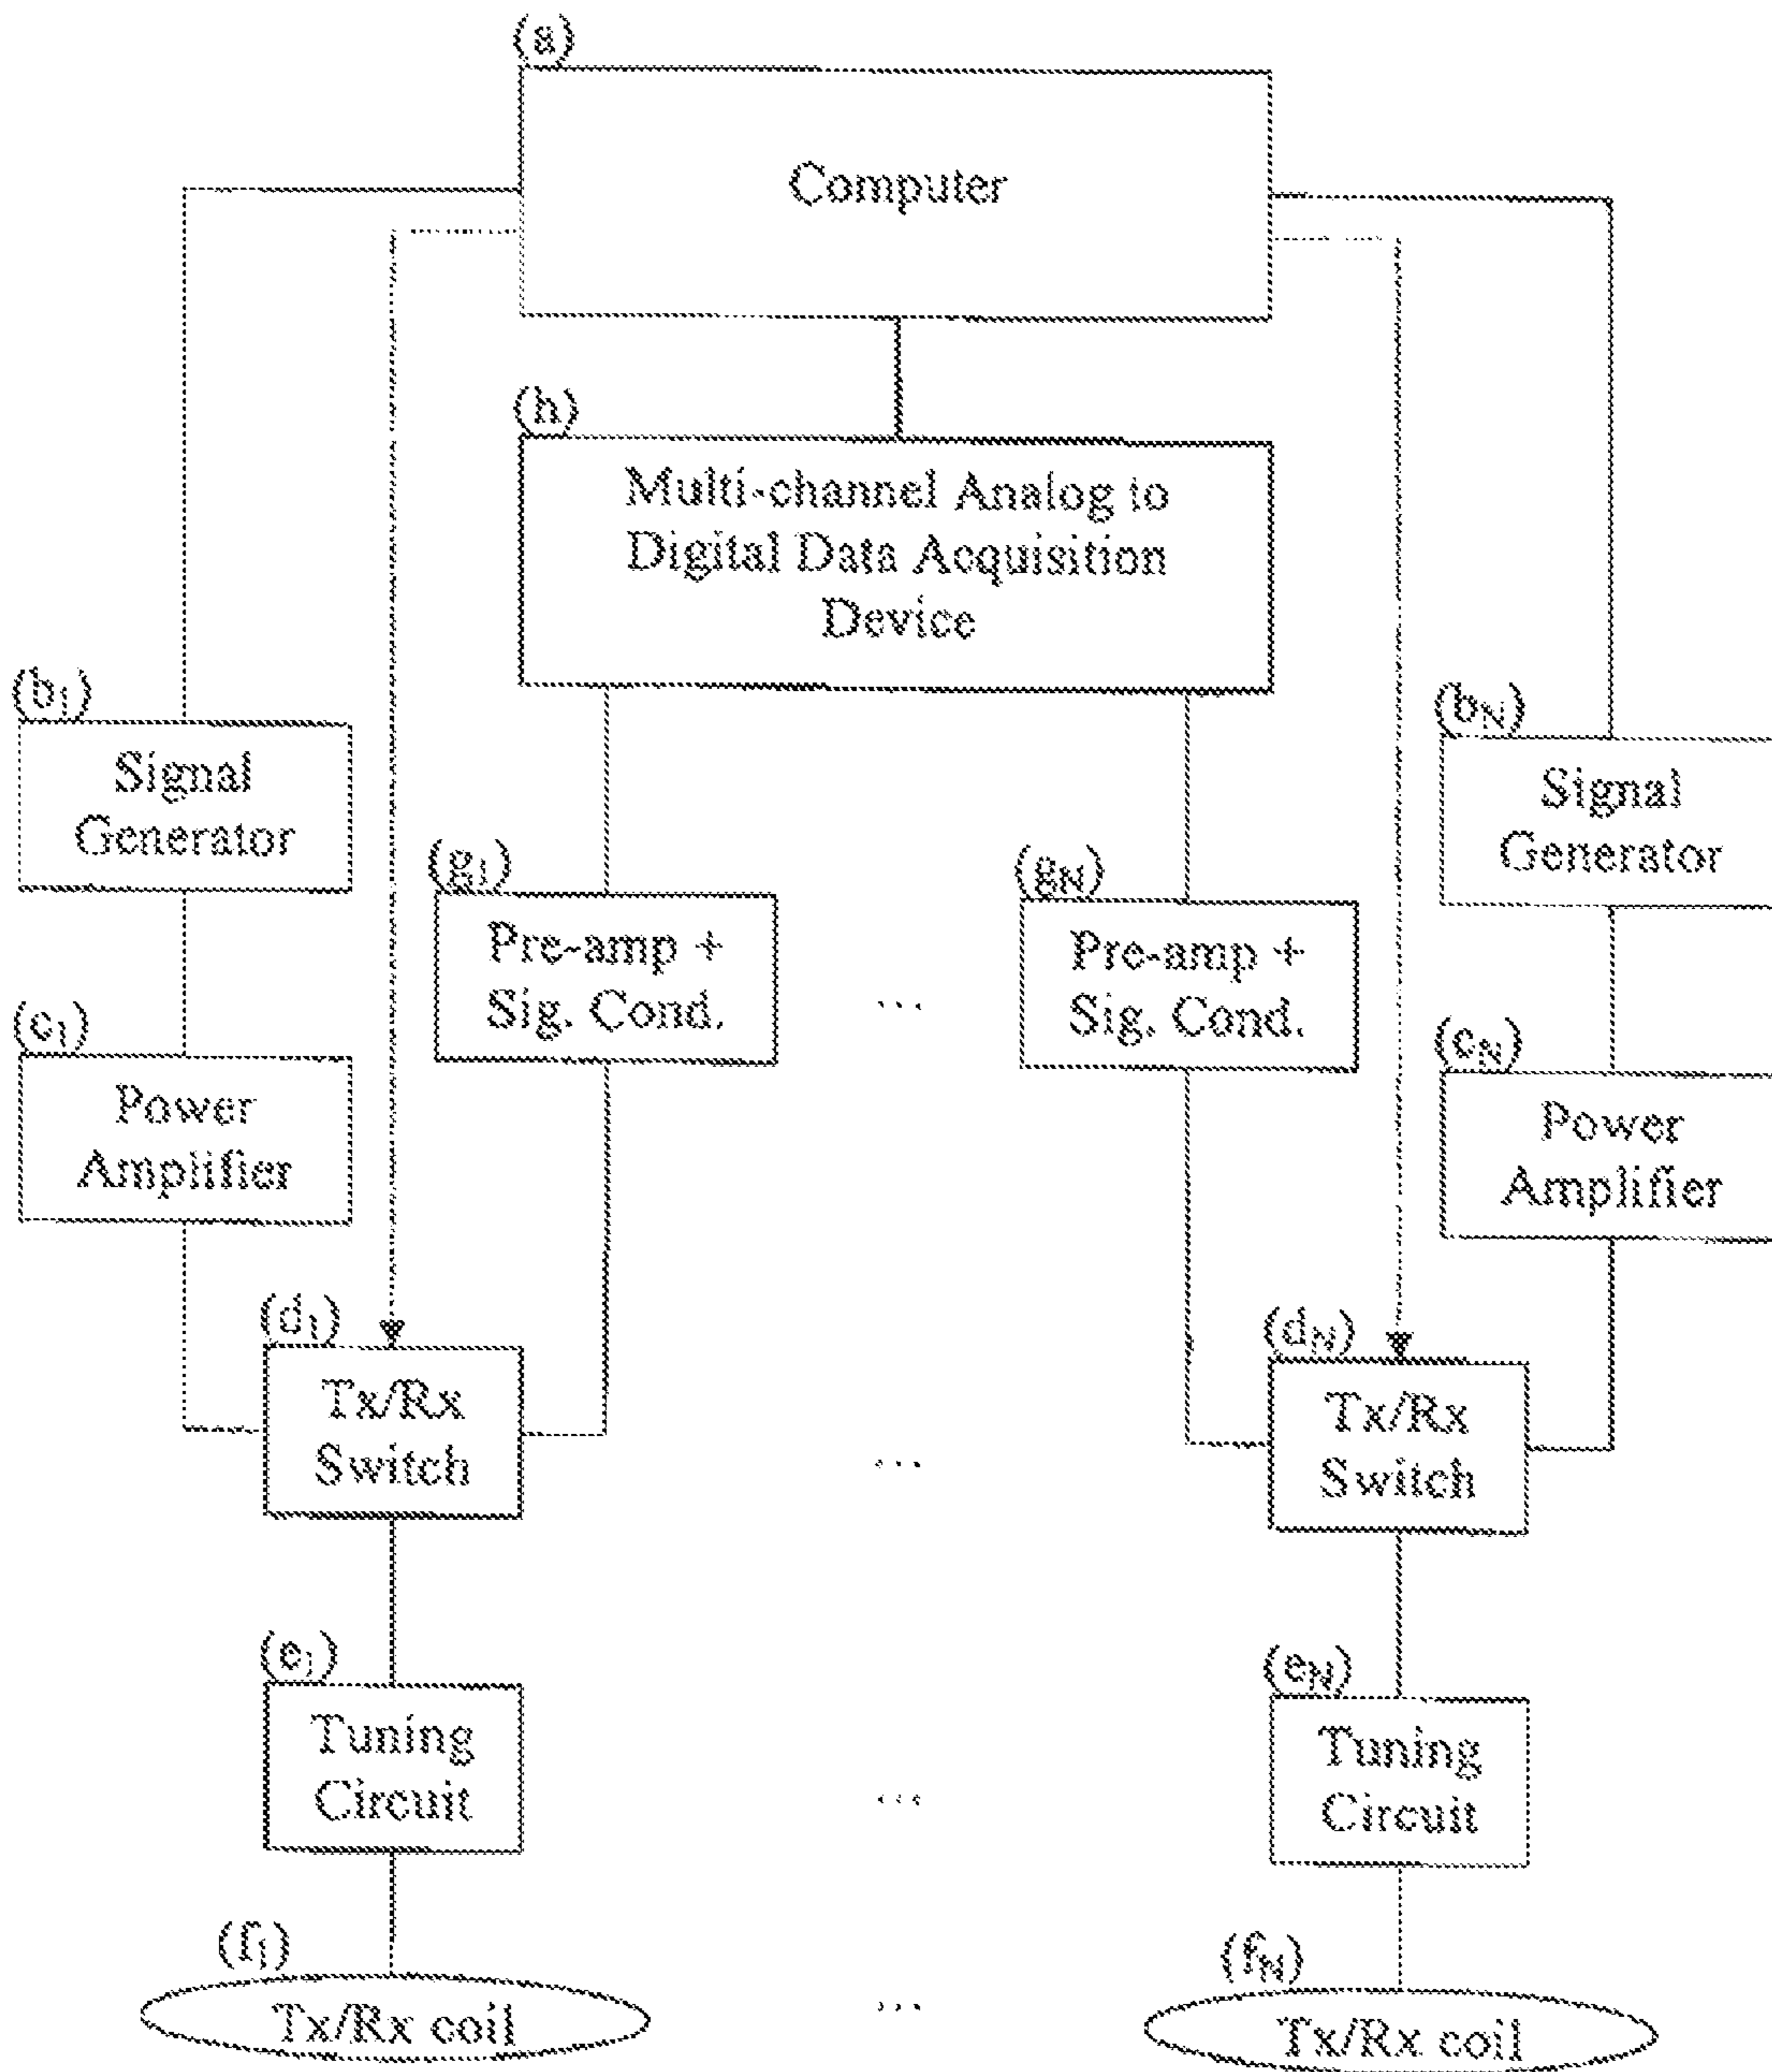 (a)
Computer
(h)
Multi-channel Analog to
Digital Data Acquisition
Device
(b1)
Signal
Generator
(bN)
Signal
Generator
(g1)
Pre-amp +
Sig. Cond.
...
(gN)
Pre-amp +
Sig. Cond.
(c1)
Power
Amplifier
(cN)
Power
Amplifier
(d1)
Tx/Rx
Switch
...
(dN)
Tx/Rx
Switch
(e1)
Tuning
Circuit
...
(eN)
Tuning
Circuit
(f1)
Tx/Rx coil
...
(fN)
Tx/Rx coil